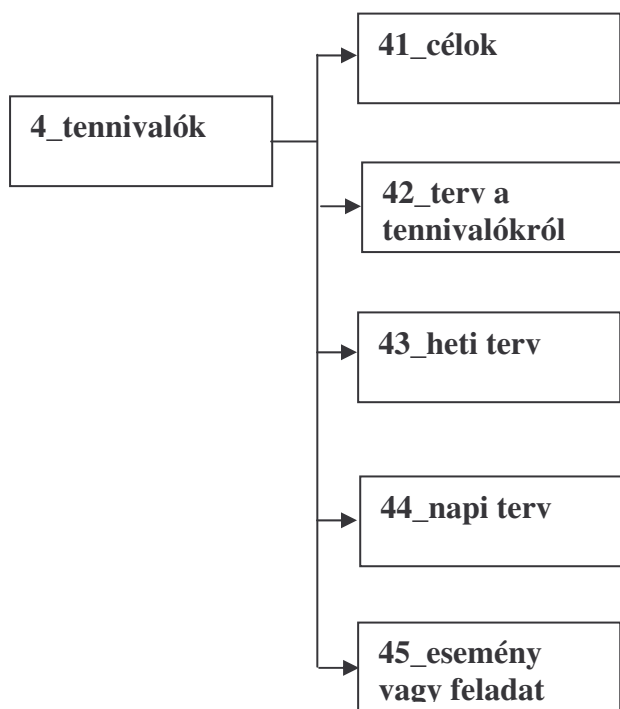 41_célok
4_tennivalók
42_terv a
tennivalókról
43_heti terv
44_napi terv
45_esemény
vagy feladat